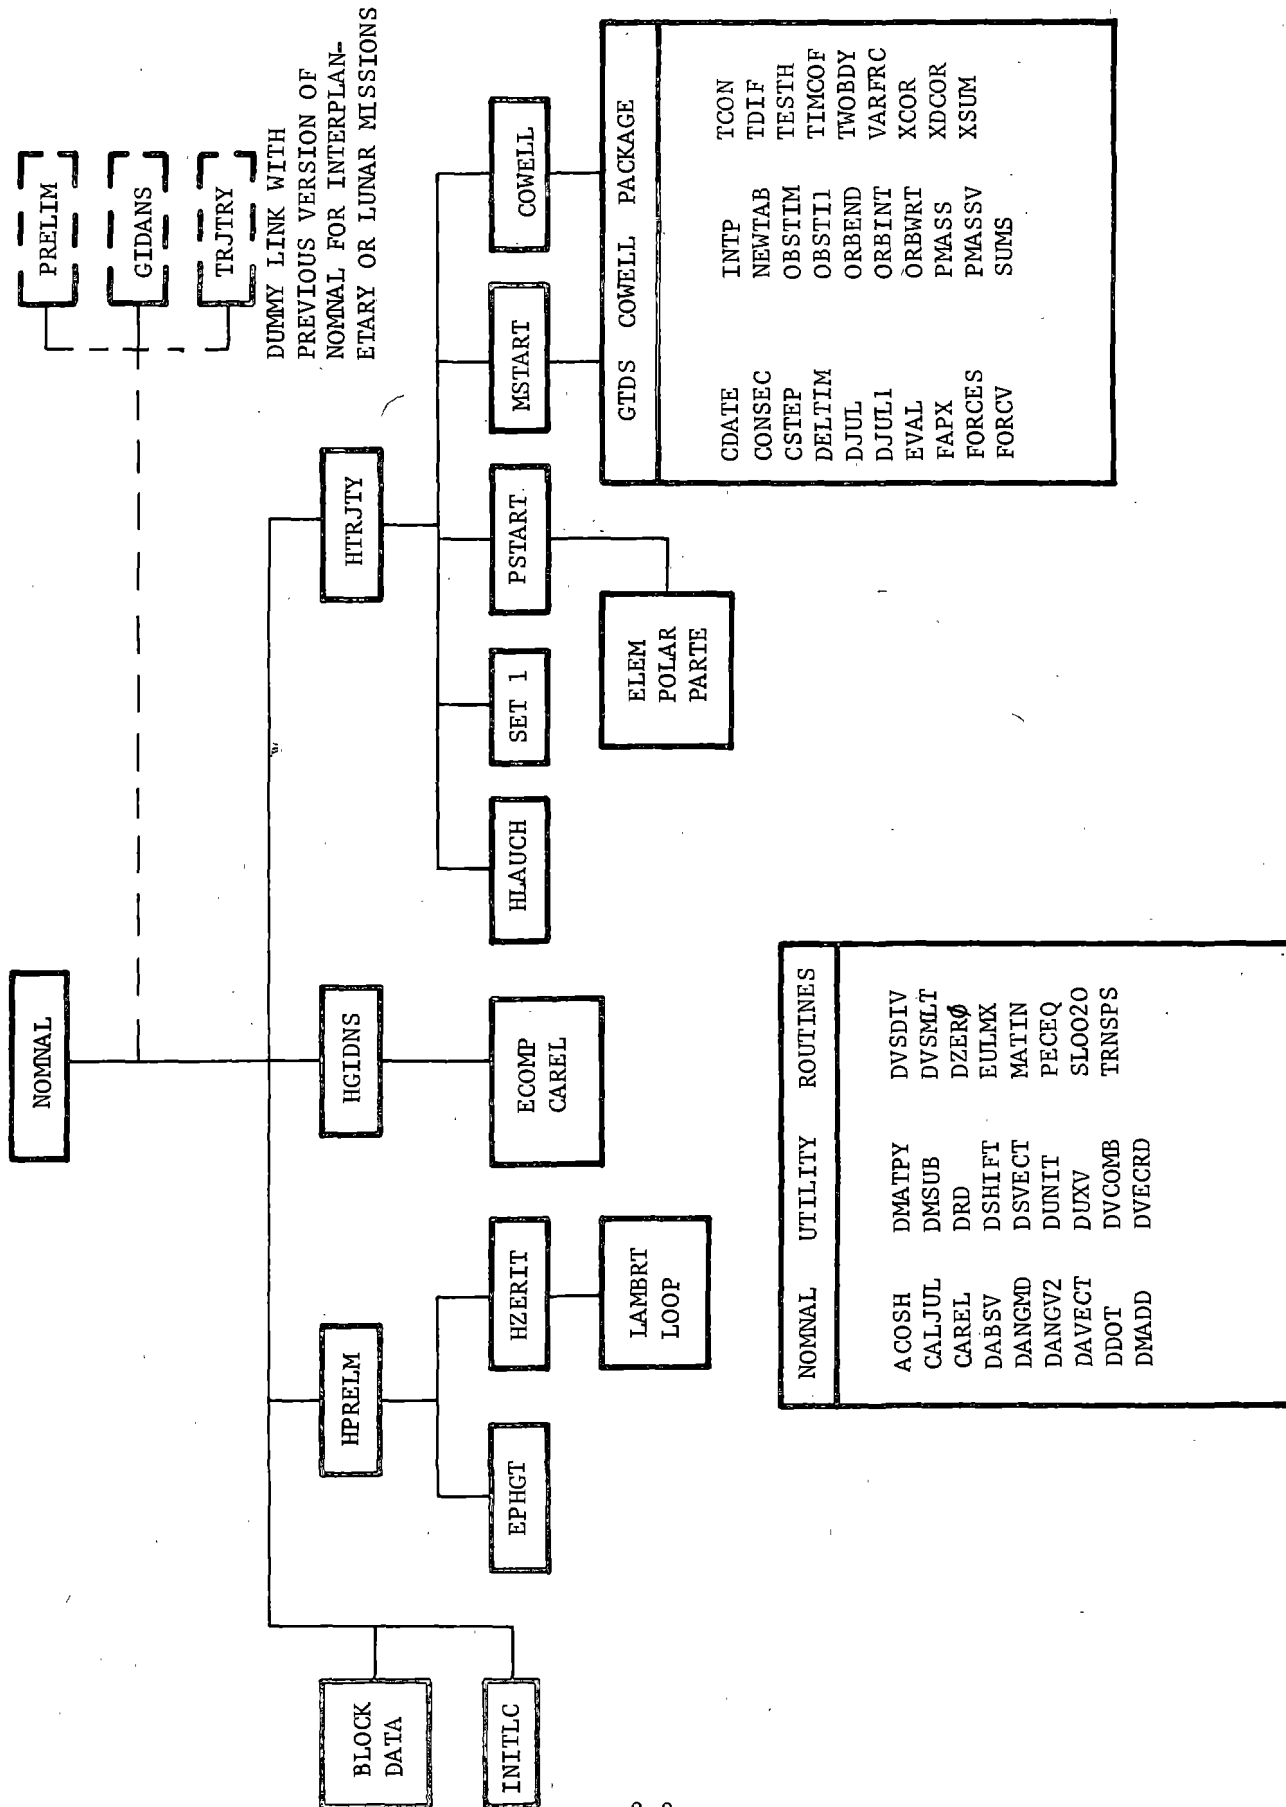 NOMNAL
PRELIM
GIDANS
TRJTRY
DUMMY LINK WITH
PREVIOUS VERSION OF
NOMNAL FOR INTERPLAN-
ETARY OR LUNAR MISSIONS
BLOCK
DATA
INITLC
HPRELM
HGIDNS
HTRJTY
EPHGT
HZERIT
LAMBRT
LOOP
ECOMP
CAREL
HLAUCH
SET 1
PSTART
MSTART
COWELL
ELEM
POLAR
PARTE
GTDS COWELL PACKAGE
CDATE INTP TCON
CONSEC NEWTAB TDIF
CSTEP OBSTIM TESTH
DELTIM OBSTI1 TIMCOF
DJUL ORBEND TWOBDY
DJUL1 ORBINT VARFRC
EVAL ORBWRT XCOR
FAPX PMASS XDCOR
FORCES PMASSV XSUM
FORCV SUMS
NOMNAL UTILITY ROUTINES
ACOSH DMATPY DVSDIV
CALJUL DMSUB DVSMLT
CAREL DRD DZERØ
DABSV DSHIFT EULMX
DANGMD DSVECT MATIN
DANGV2 DUNIT PECEQ
DAVECT DUXV SLOO2O
DDOT DVCOMB TRNSPS
DMADD DVECRD